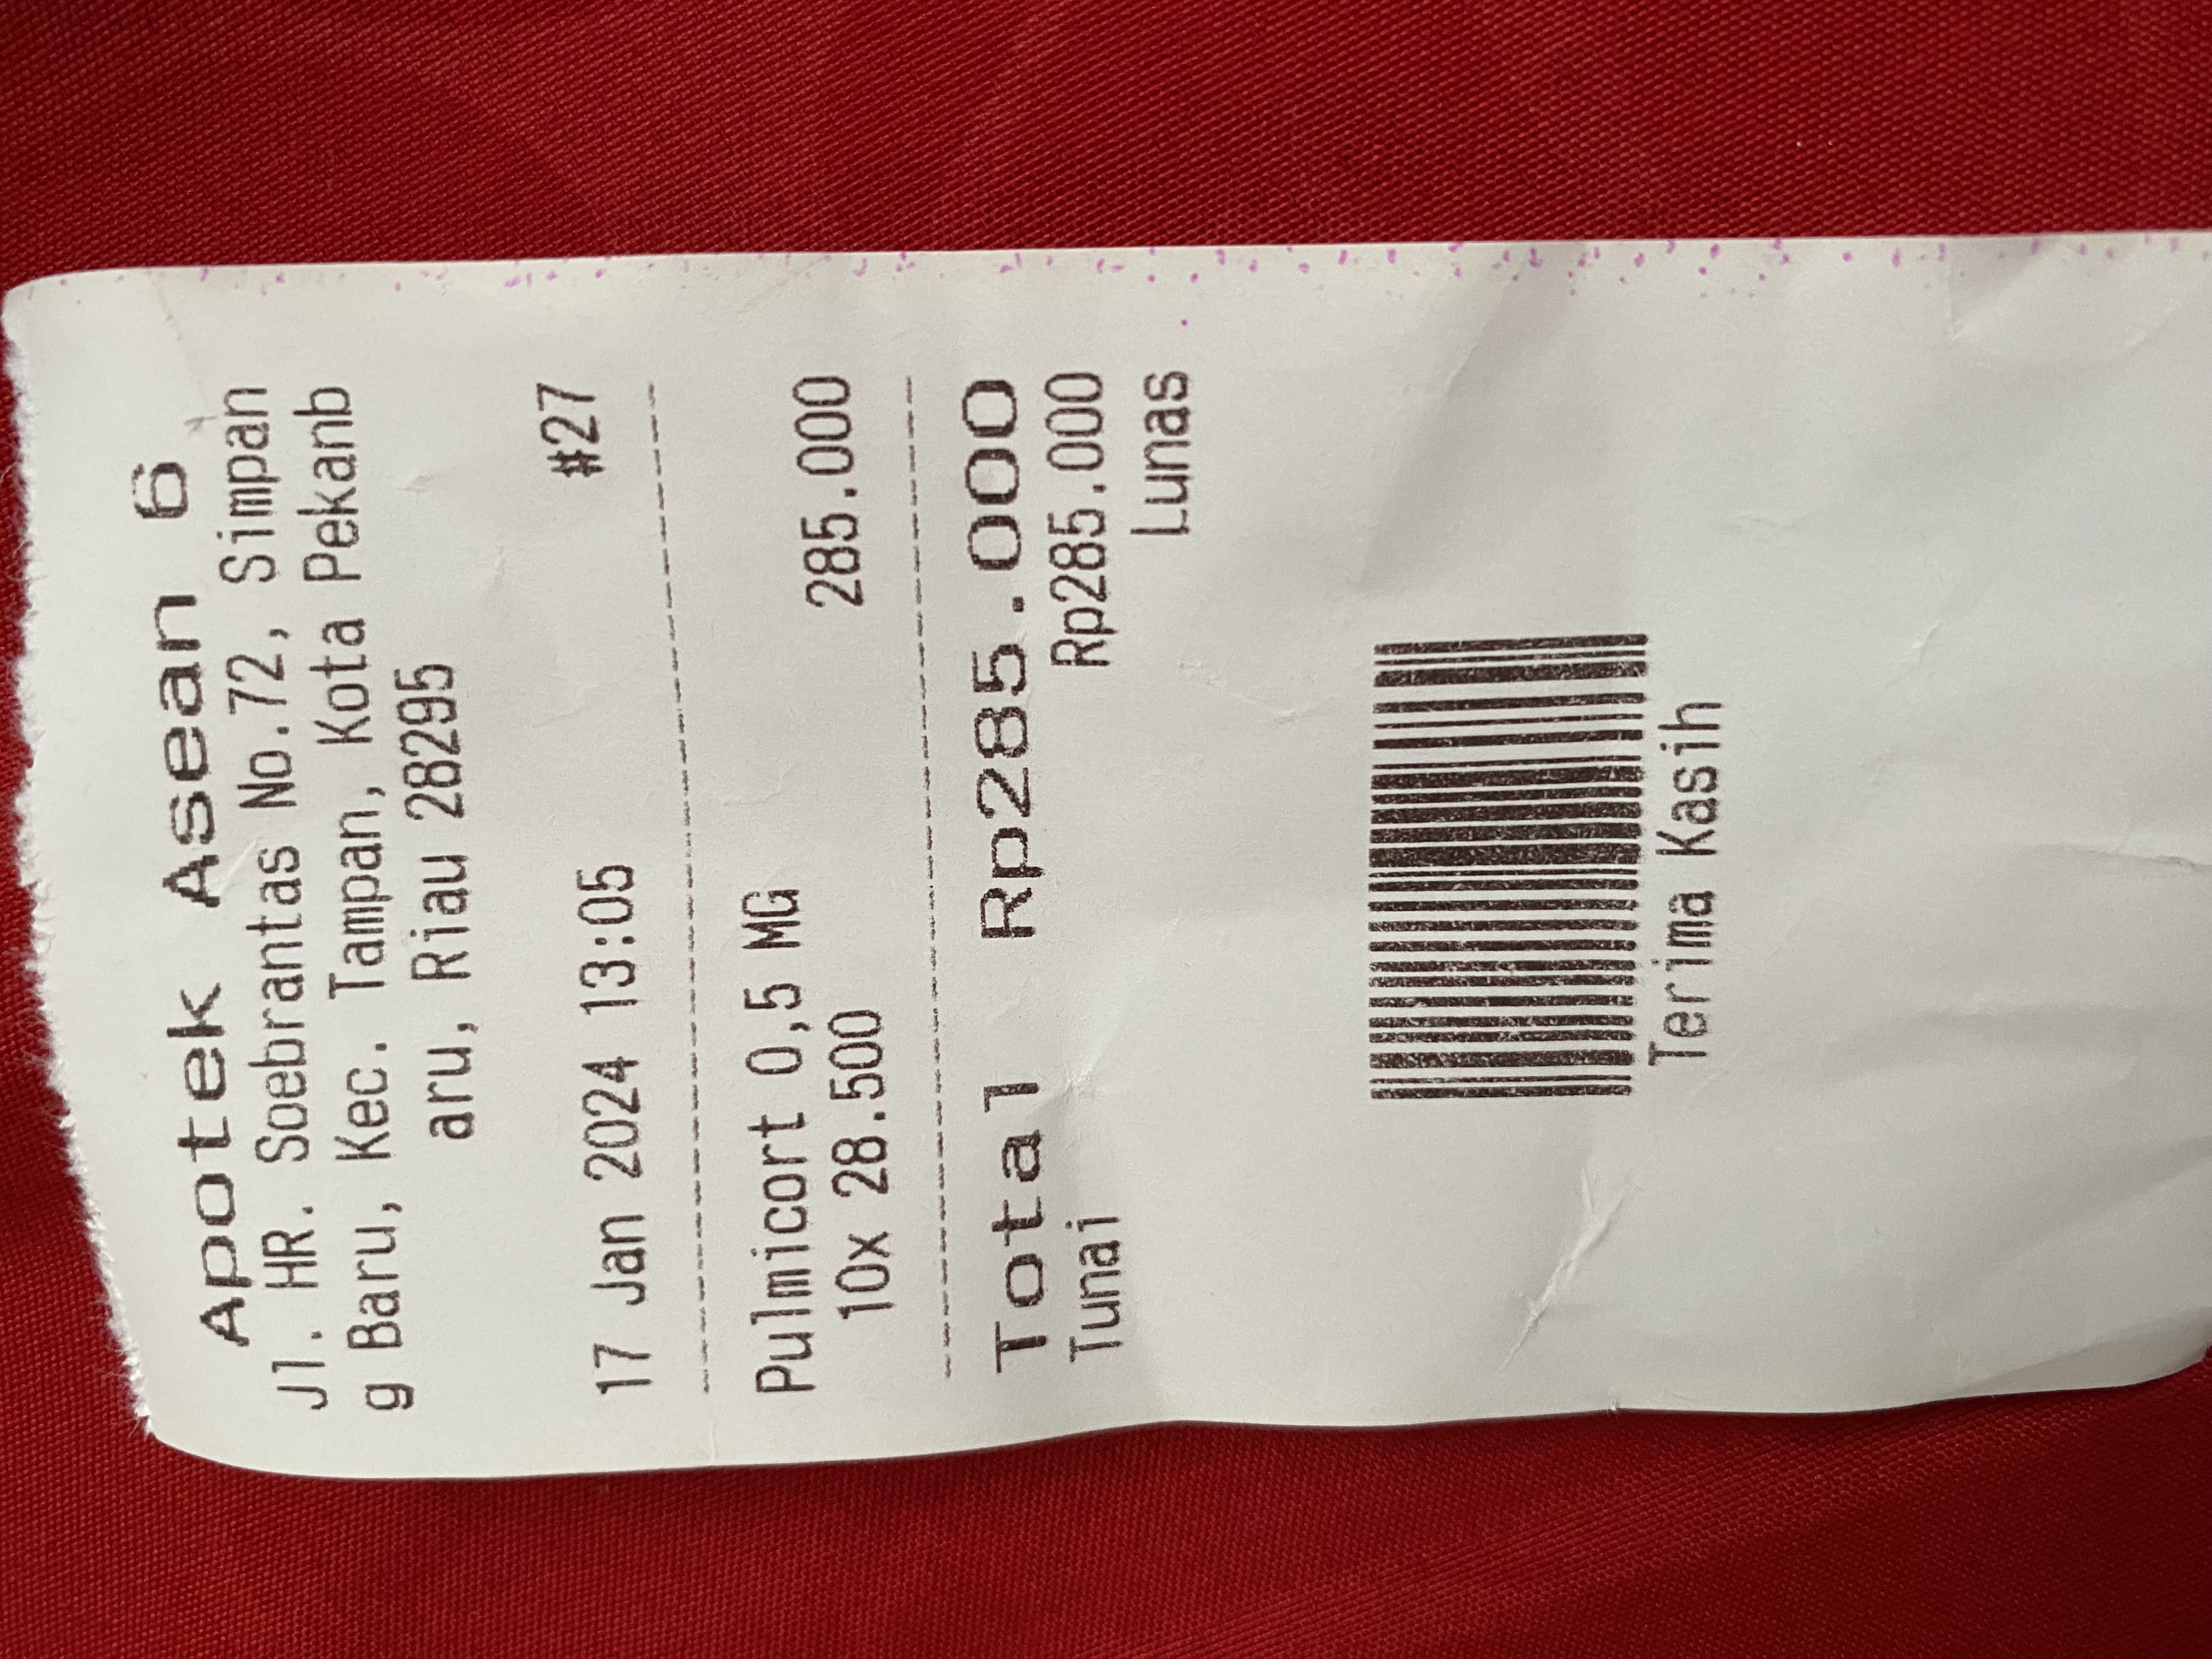 Apotek Asean 6
Jl. HR. Soebrantas No.72, Simpan
g Baru, Kec. Tampan, Kota Pekanb
aru, Riau 28295
17 Jan 2024 13:05 #27
Pulmicort 0,5 MG
10x 28.500 285.000
Total Rp285.000
Tunai Rp285.000
Lunas
Terima Kasih